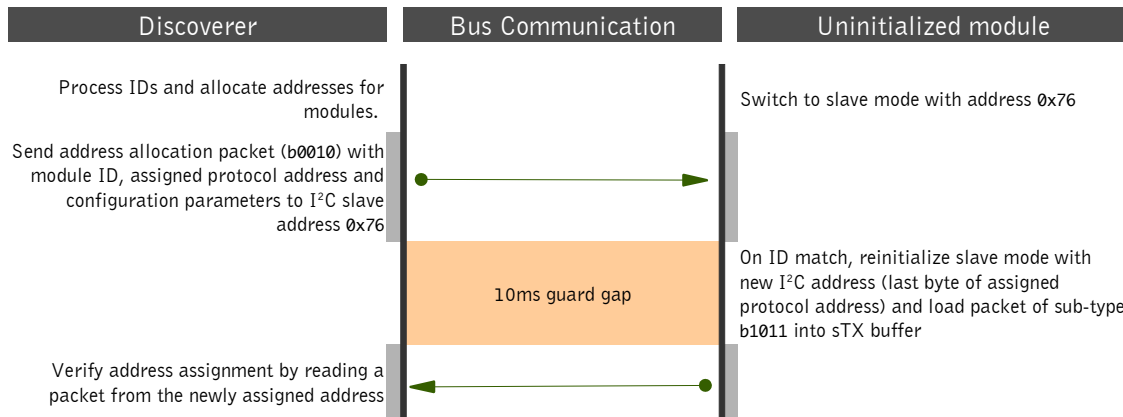 Discoverer
Bus Communication
Uninitialized module
Process IDs and allocate addresses for
modules.
Switch to slave mode with address 0x76
Send address allocation packet (b0010) with
module ID, assigned protocol address and
configuration parameters to I²C slave
address 0x76
10ms guard gap
On ID match, reinitialize slave mode with
new I²C address (last byte of assigned
protocol address) and load packet of sub-type
b1011 into sTX buffer
Verify address assignment by reading a
packet from the newly assigned address